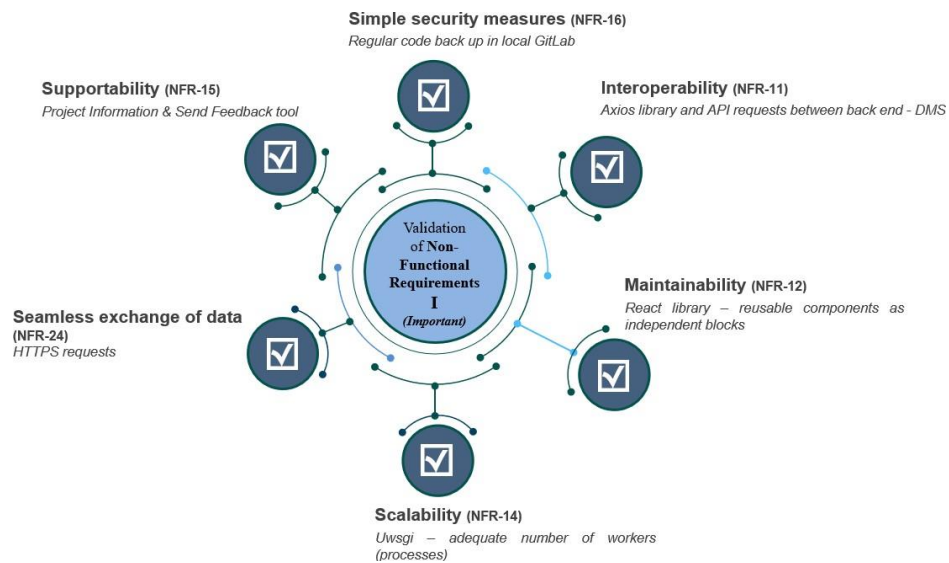 Simple security measures (NFR-16)
Regular code back up in local GitLab
Supportability (NFR-15)
Project Information & Send Feedback tool
Interoperability (NFR-11)
Axios library and API requests between back end - DMS
Validation
of Non-
Functional
Requirements
I
(Important)
Seamless exchange of data
(NFR-24)
HTTPS requests
Maintainability (NFR-12)
React library – reusable components as
independent blocks
Scalability (NFR-14)
Uwsgi – adequate number of workers
(processes)